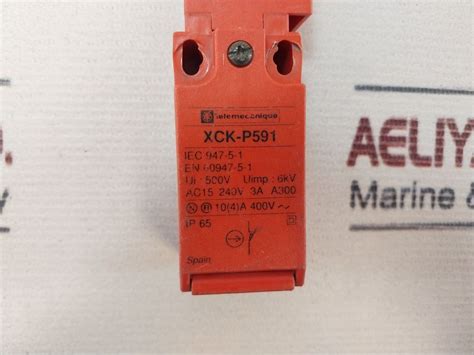 Telemecanique
XCK-P591
IEC 947-5-1
EN 60947-5-1
Ui : 500V Uimp : 6kV
AC15 240V 3A A300
10(4)A 400V ~
IP 65
Spain
D.
AELIY
Marine &